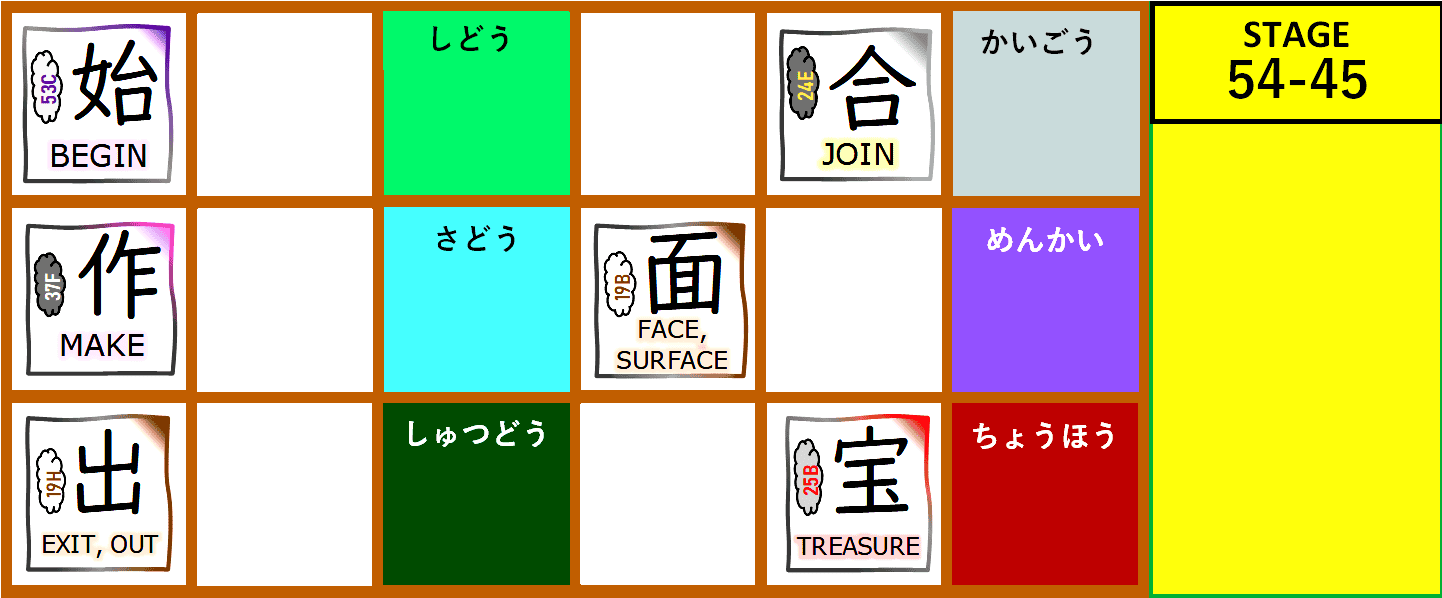 53C
始
BEGIN
しどう
24E
合
JOIN
かいごう
STAGE
54-45
37F
作
MAKE
さどう
19B
面
FACE,
SURFACE
めんかい
19H
出
EXIT, OUT
しゅつどう
25B
宝
TREASURE
ちょうほう